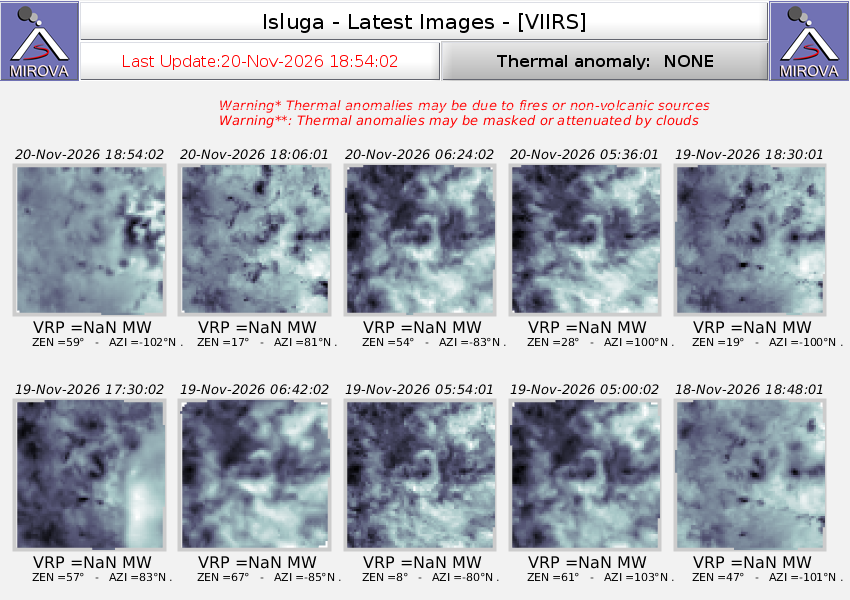 Isluga - Latest Images - [VIIRS]
MIROVA
Last Update:20-Nov-2026 18:54:02
Thermal anomaly: NONE
MIROVA
Warning* Thermal anomalies may be due to fires or non-volcanic sources
Warning**: Thermal anomalies may be masked or attenuated by clouds
20-Nov-2026 18:54:02 20-Nov-2026 18:06:01 20-Nov-2026 06:24:02 20-Nov-2026 05:36:01 19-Nov-2026 18:30:01
VRP =NaN MW VRP =NaN MW VRP =NaN MW VRP =NaN MW VRP =NaN MW
ZEN =59° - AZI =-102°N . ZEN =17° - AZI =81°N . ZEN =54° - AZI =-83°N . ZEN =28° - AZI =100°N . ZEN =19° - AZI =-100°N .
19-Nov-2026 17:30:02 19-Nov-2026 06:42:02 19-Nov-2026 05:54:01 19-Nov-2026 05:00:02 18-Nov-2026 18:48:01
VRP =NaN MW VRP =NaN MW VRP =NaN MW VRP =NaN MW VRP =NaN MW
ZEN =57° - AZI =83°N . ZEN =67° - AZI =-85°N . ZEN =8° - AZI =-80°N . ZEN =61° - AZI =103°N . ZEN =47° - AZI =-101°N .